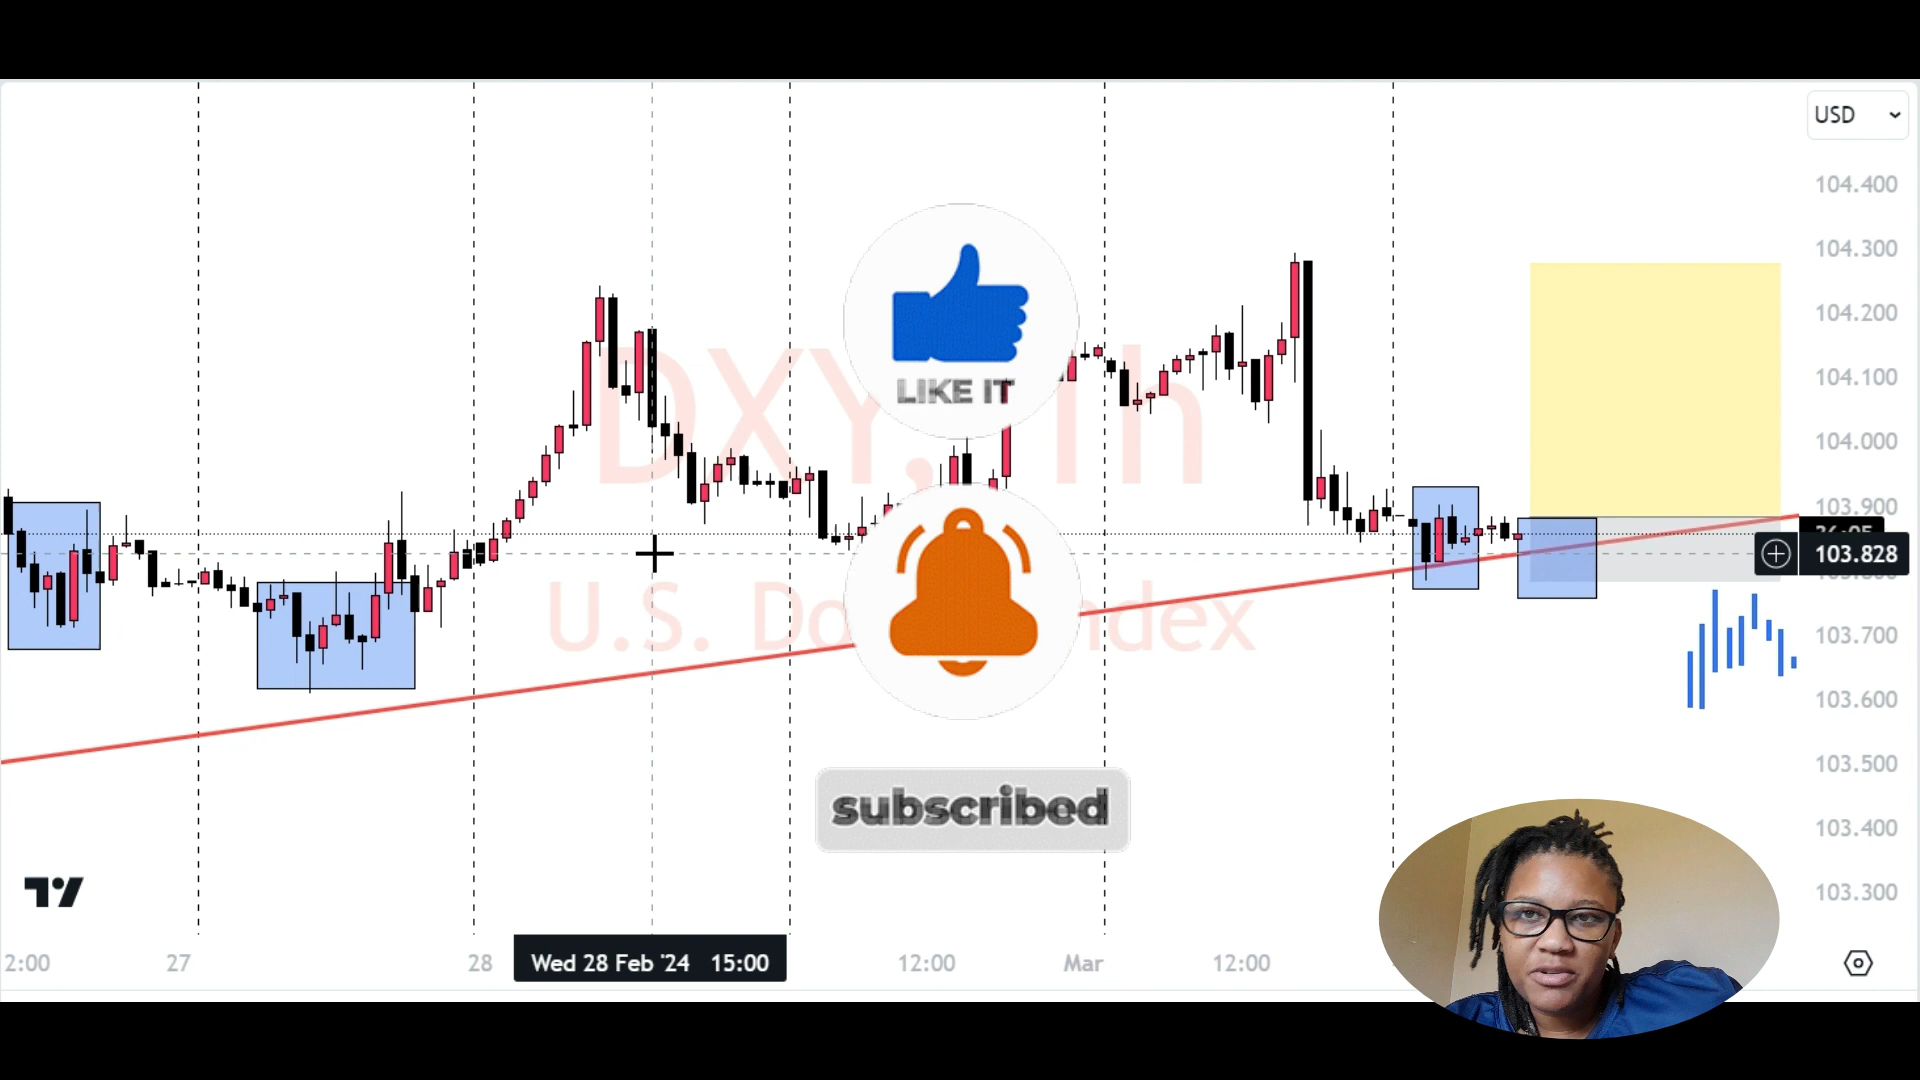 USD
104.400
104.300
104.200
104.100
104.000
103.900
103.828
103.700
103.600
103.500
103.400
103.300
DXY, 1h
LIKE IT
subscribed
2:00
27
28
Wed 28 Feb '24 15:00
12:00
Mar
12:00